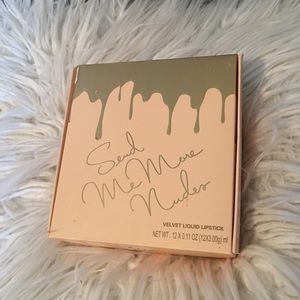 Send
Me More
Nudes
VELVET LIQUID LIPSTICK
NET WT. 12 X 0.11 OZ (12X3.00g) ml